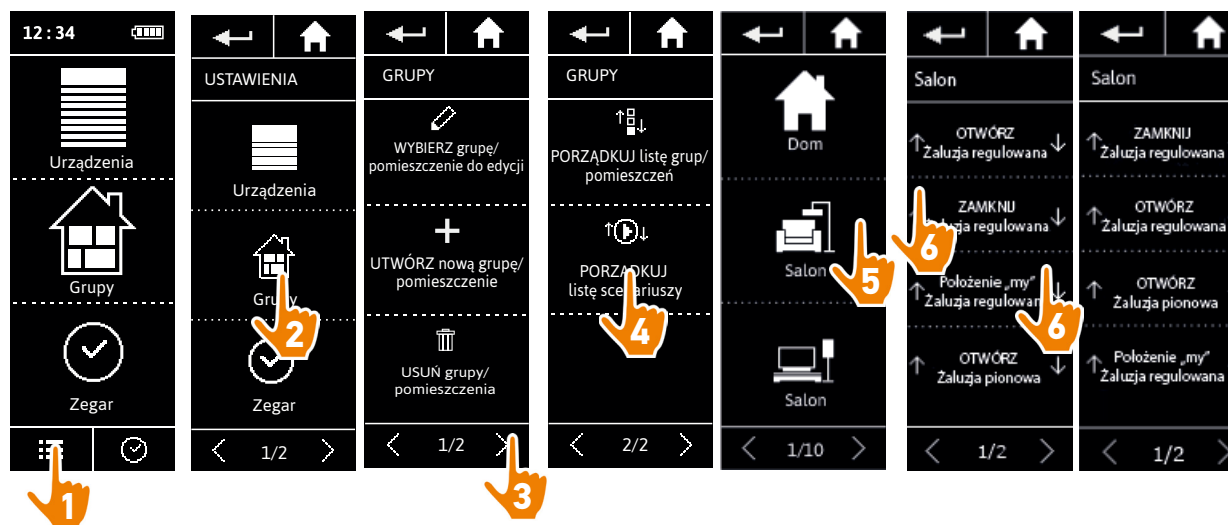 12:34
Urządzenia
Grupy
Zegar
1
USTAWIENIA
Urządzenia
Grupy
2
Zegar
1/2
GRUPY
WYBIERZ grupę/
pomieszczenie do edycji
UTWÓRZ nową grupę/
pomieszczenie
USUŃ grupy/
pomieszczenia
1/2
3
GRUPY
PORZĄDKUJ listę grup/
pomieszczeń
PORZĄDKUJ
listę scenariuszy
4
2/2
Dom
Salon
5
Salon
1/10
Salon
OTWÓRZ
Żaluzja regulowana
ZAMKNIJ
Żaluzja regulowana
6
Położenie „my”
Żaluzja regulowana
6
OTWÓRZ
Żaluzja pionowa
1/2
Salon
ZAMKNIJ
Żaluzja regulowana
OTWÓRZ
Żaluzja regulowana
OTWÓRZ
Żaluzja pionowa
Położenie „my”
Żaluzja regulowana
1/2